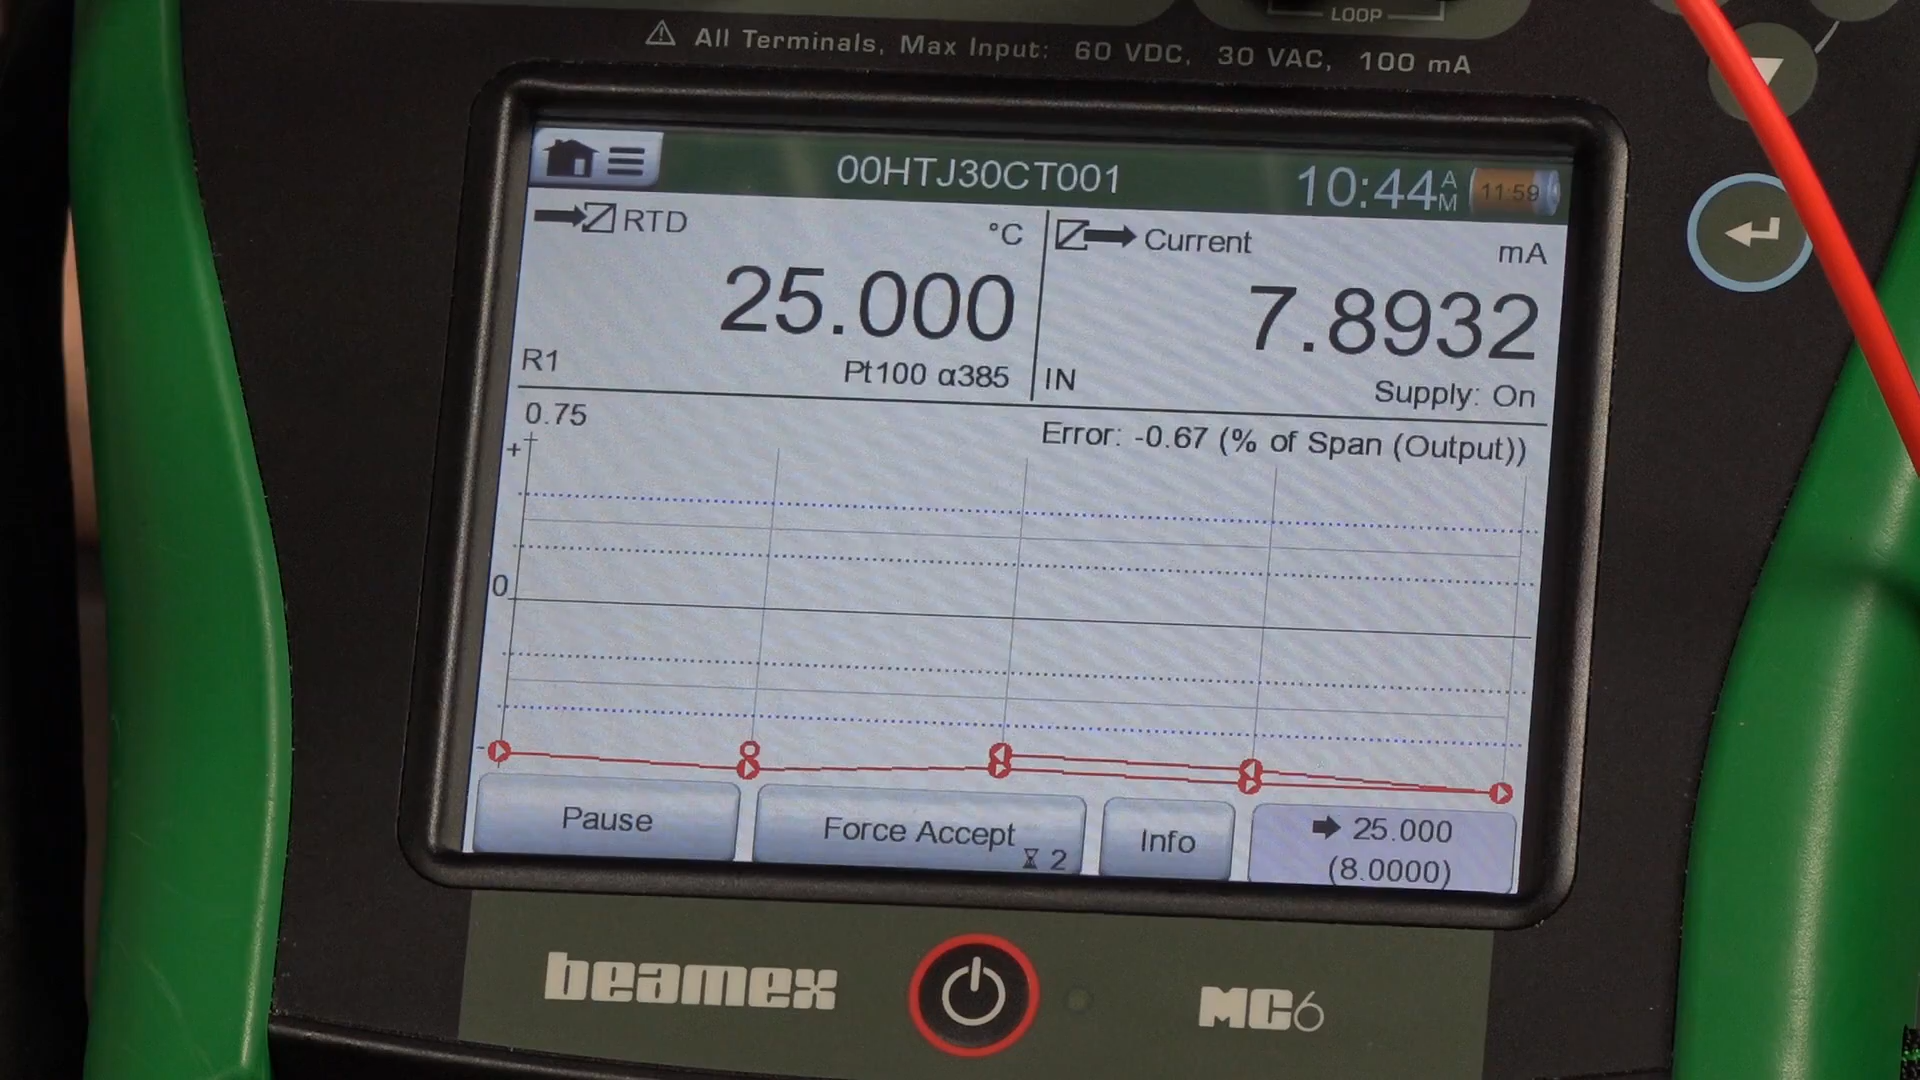 LOOP
⚠ All Terminals, Max Input: 60 VDC, 30 VAC, 100 mA
00HTJ30CT001 10:44 AM 11:59
RTD °C
Current mA
25.000
7.8932
R1 Pt100 α385
IN Supply: On
0.75
Error: -0.67 (% of Span (Output))
+
0
-
Pause
Force Accept
2
Info
25.000
(8.0000)
beamex
MC6